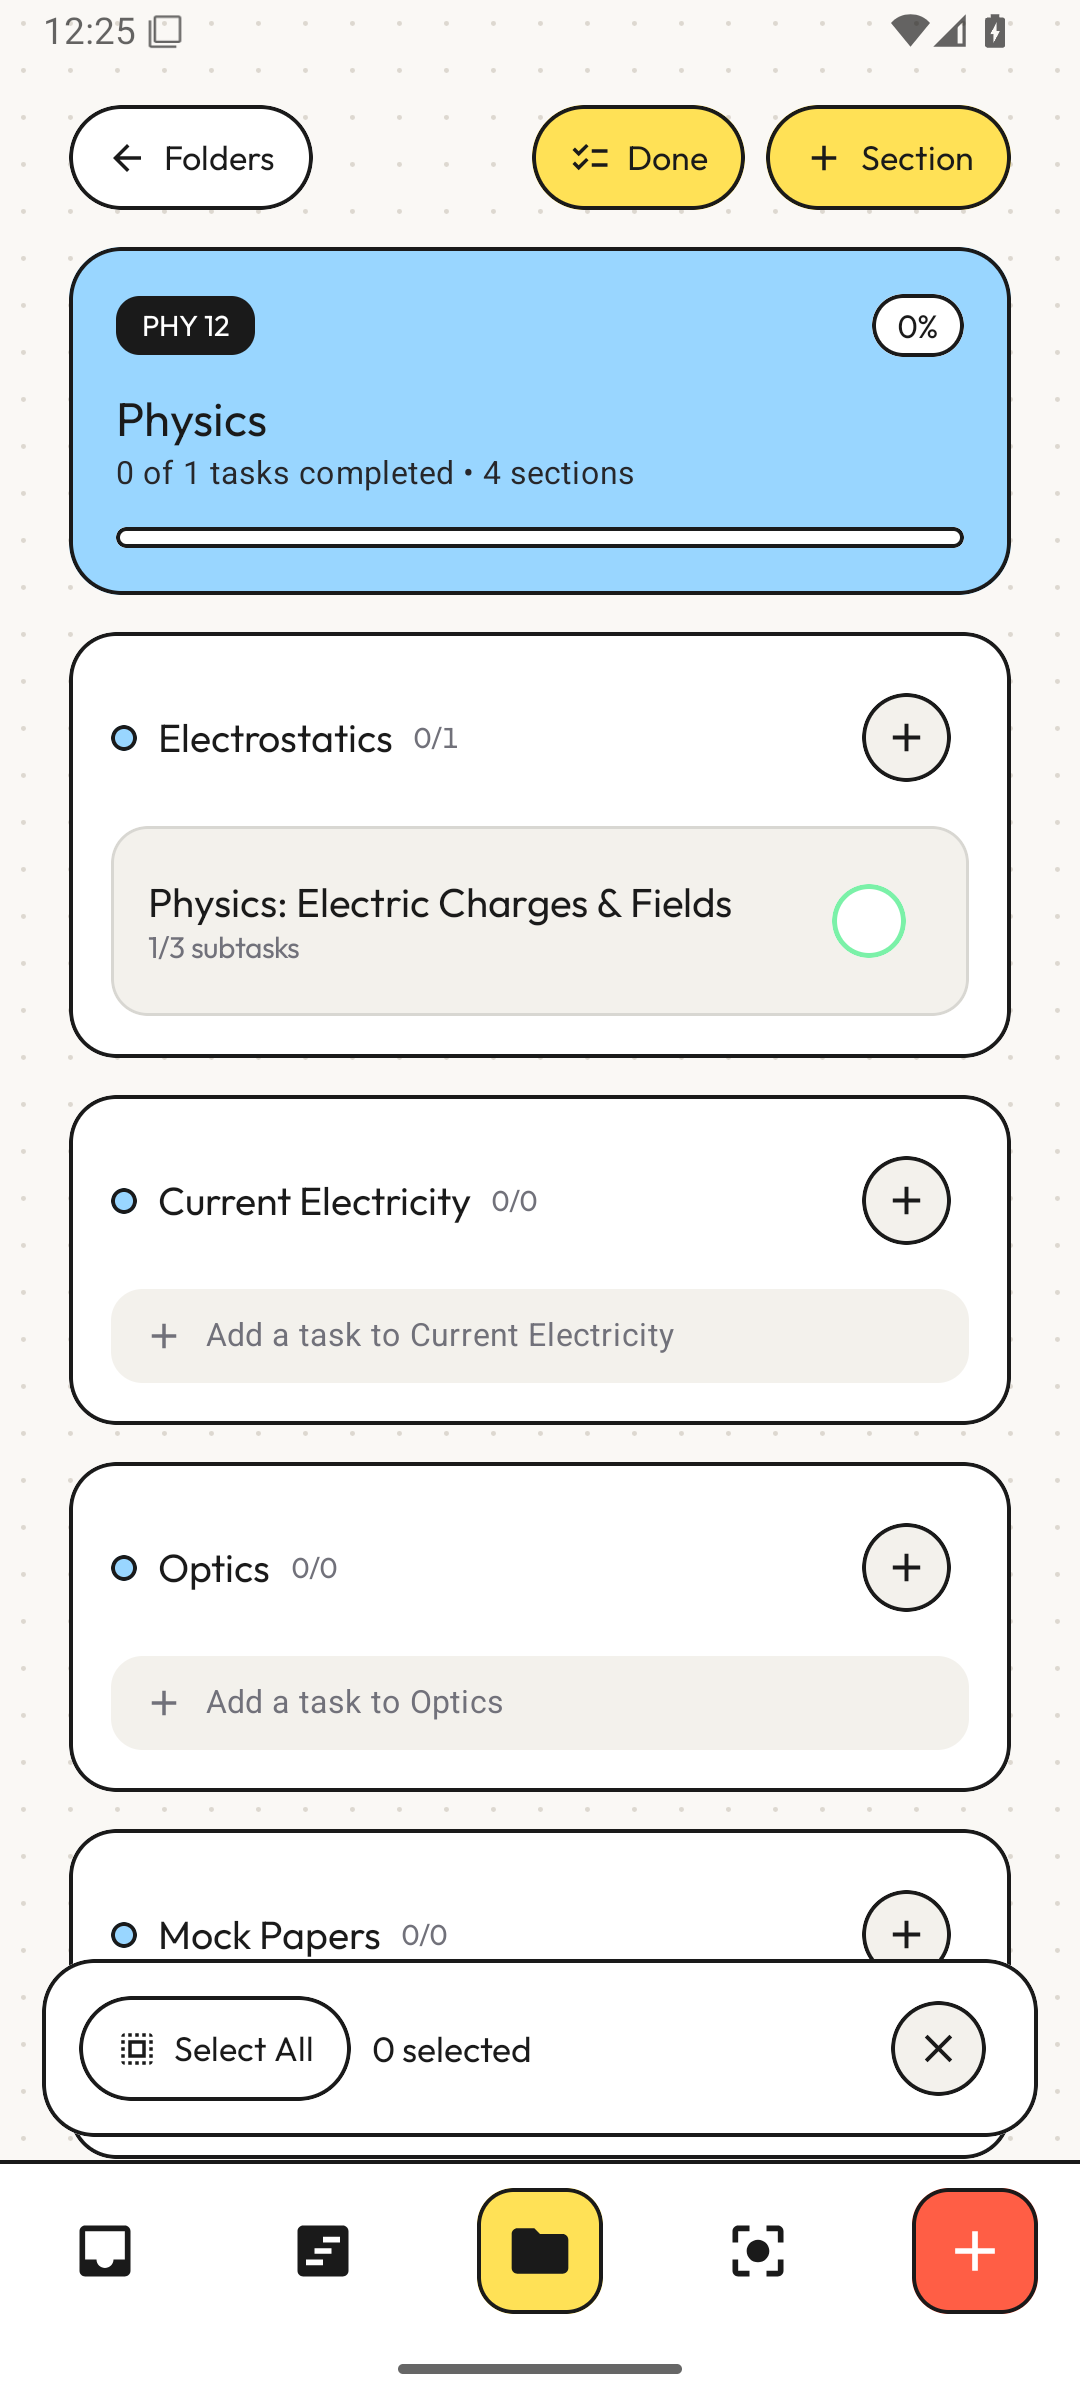 12:25
Folders
Done
Section
PHY 12
0%
Physics
0 of 1 tasks completed • 4 sections
Electrostatics 0/1
Physics: Electric Charges & Fields
1/3 subtasks
Current Electricity 0/0
Add a task to Current Electricity
Optics 0/0
Add a task to Optics
Mock Papers 0/0
Select All
0 selected